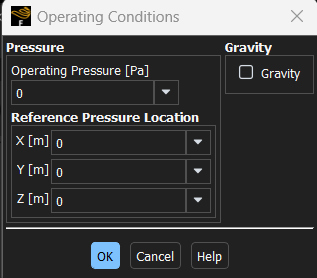 Operating Conditions
Pressure
Operating Pressure [Pa]
0
Reference Pressure Location
X [m] 0
Y [m] 0
Z [m] 0
Gravity
Gravity
OK Cancel Help